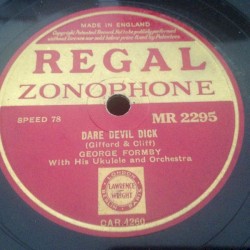 MADE IN ENGLAND
REGAL
ZONOPHONE
SPEED 78
MR 2295
DARE DEVIL DICK
(Gifford & Cliff)
GEORGE FORMBY
With His Ukulele and Orchestra
LAWRENCE
WRIGHT
CAR 4260